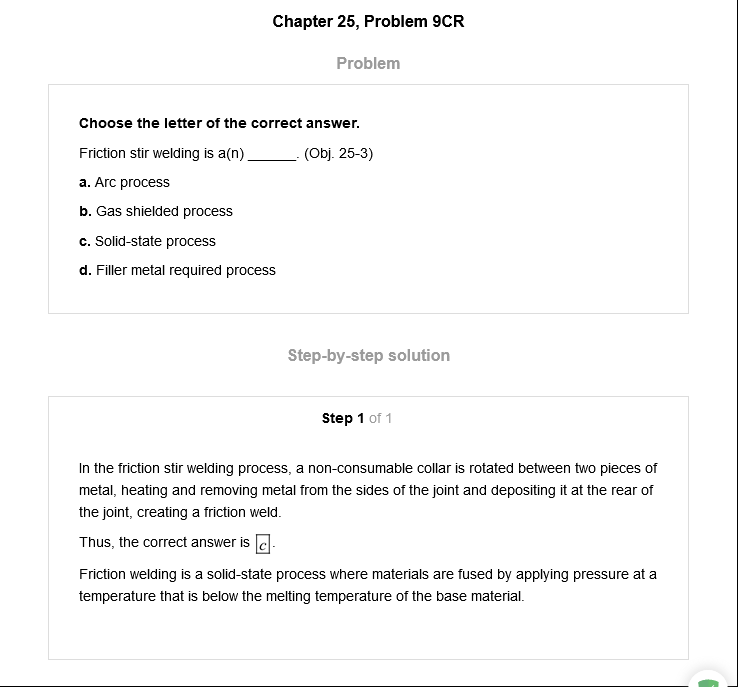 Chapter 25, Problem 9CR
Problem
Choose the letter of the correct answer.
Friction stir welding is a(n) ______. (Obj. 25-3)
a. Arc process
b. Gas shielded process
c. Solid-state process
d. Filler metal required process
Step-by-step solution
Step 1 of 1
In the friction stir welding process, a non-consumable collar is rotated between two pieces of
metal, heating and removing metal from the sides of the joint and depositing it at the rear of
the joint, creating a friction weld.
Thus, the correct answer is c.
Friction welding is a solid-state process where materials are fused by applying pressure at a
temperature that is below the melting temperature of the base material.